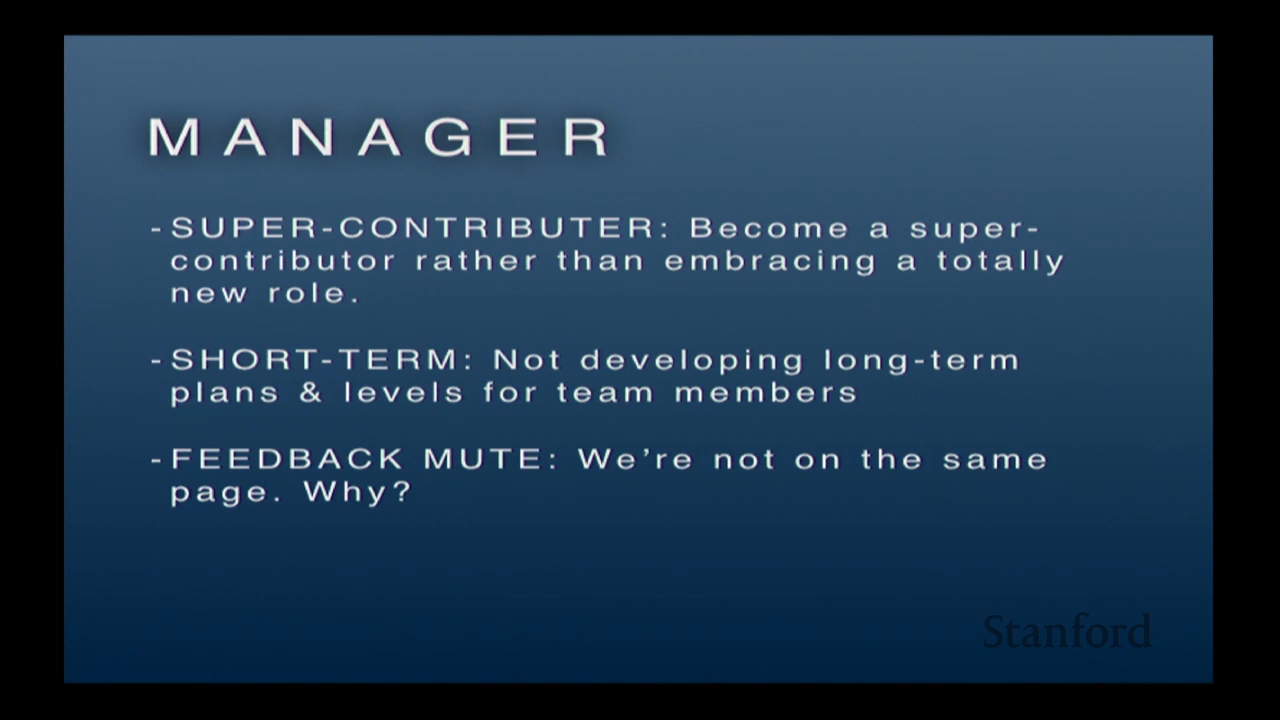 MANAGER
-SUPER-CONTRIBUTER: Become a super-
contributor rather than embracing a totally
new role.
-SHORT-TERM: Not developing long-term
plans & levels for team members
-FEEDBACK MUTE: We're not on the same
page. Why?
Stanford